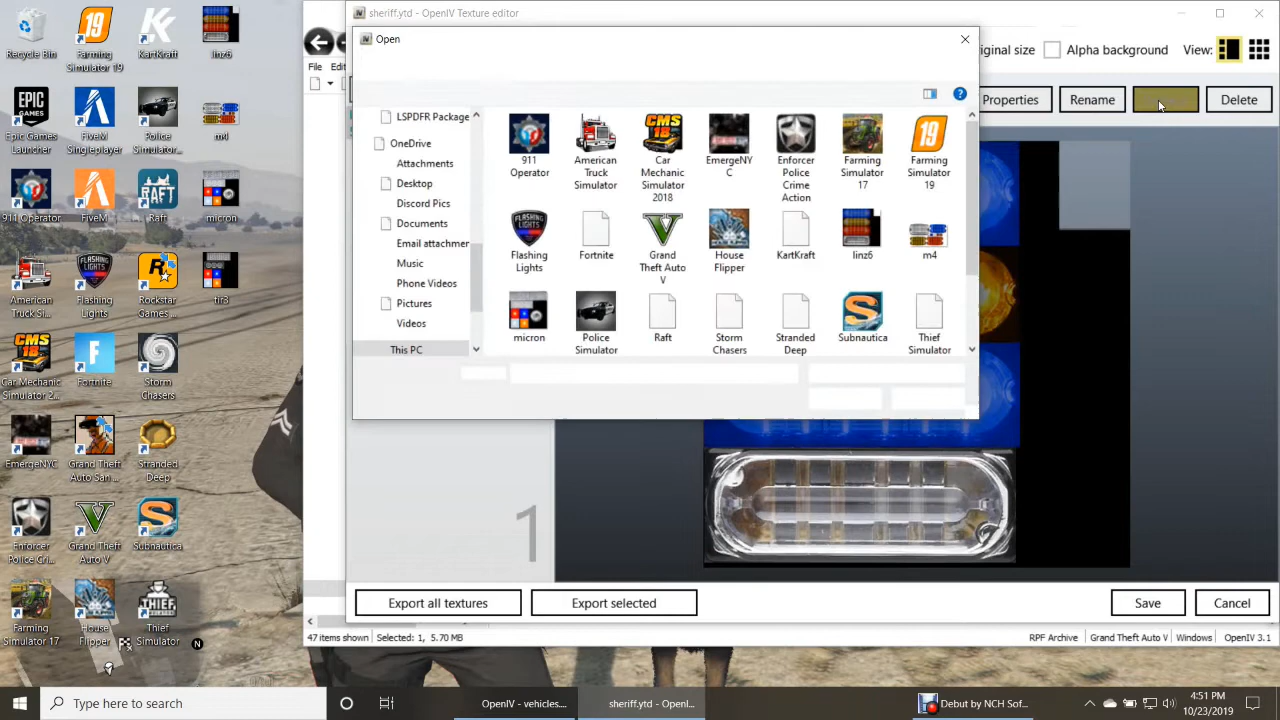 Recycle Bin
Farming
Simulator 19
KartKraft
linz6
Epic Games
Launcher
FiveM
Singleplayer
Police
Simulator...
m4
911 Operator
FiveM
Raft
micron
American
Truck Si...
Flashing
Lights
Rockstar
Games ...
fir3
Car Mechanic
Simulator 2...
Fortnite
Storm
Chasers
EmergeNYC
Grand Theft
Auto San ...
Stranded
Deep
Enforcer
Police Cri...
Grand Theft
Auto V
Subnautica
Farming
Simulator 17
House
Flipper
Thief
Simulator
File
sheriff.ytd - OpenIV Texture editor
Alpha background
View:
Properties
Rename
Delete
Open
LSPDFR Package
OneDrive
Attachments
Desktop
Discord Pics
Documents
Email attachmer
Music
Phone Videos
Pictures
Videos
This PC
911
Operator
American
Truck
Simulator
Car
Mechanic
Simulator
2018
EmergeNY
C
Enforcer
Police
Crime
Action
Farming
Simulator
17
Farming
Simulator
19
Flashing
Lights
Fortnite
Grand
Theft Auto
V
House
Flipper
KartKraft
linz6
m4
micron
Police
Simulator
Raft
Storm
Chasers
Stranded
Deep
Subnautica
Thief
Simulator
1
Export all textures
Export selected
Save
Cancel
47 items shown
Selected: 1, 5.70 MB
RPF Archive
Grand Theft Auto V
Windows
OpenIV 3.1
Type here to search
OpenIV - vehicles....
sheriff.ytd - OpenI...
Debut by NCH Sof...
4:51 PM
10/23/2019